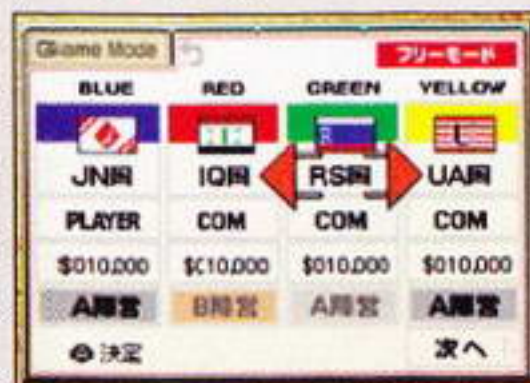 Game Mode
フリーモード
BLUE RED GREEN YELLOW
JN国 IQ国 RS国 UA国
PLAYER COM COM COM
$010,000 $010,000 $010,000 $010,000
A陣営 B陣営 A陣営 A陣営
決定 次へ